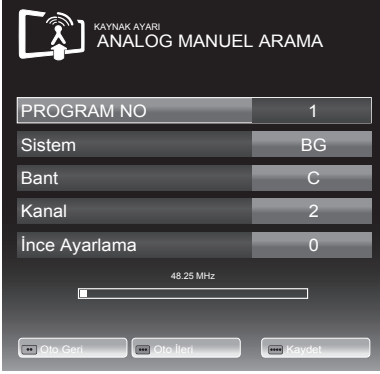 KAYNAK AYARI
ANALOG MANUEL ARAMA
PROGRAM NO 1
Sistem BG
Bant C
Kanal 2
İnce Ayarlama 0
48.25 MHz
Oto Geri Oto İleri Kaydet